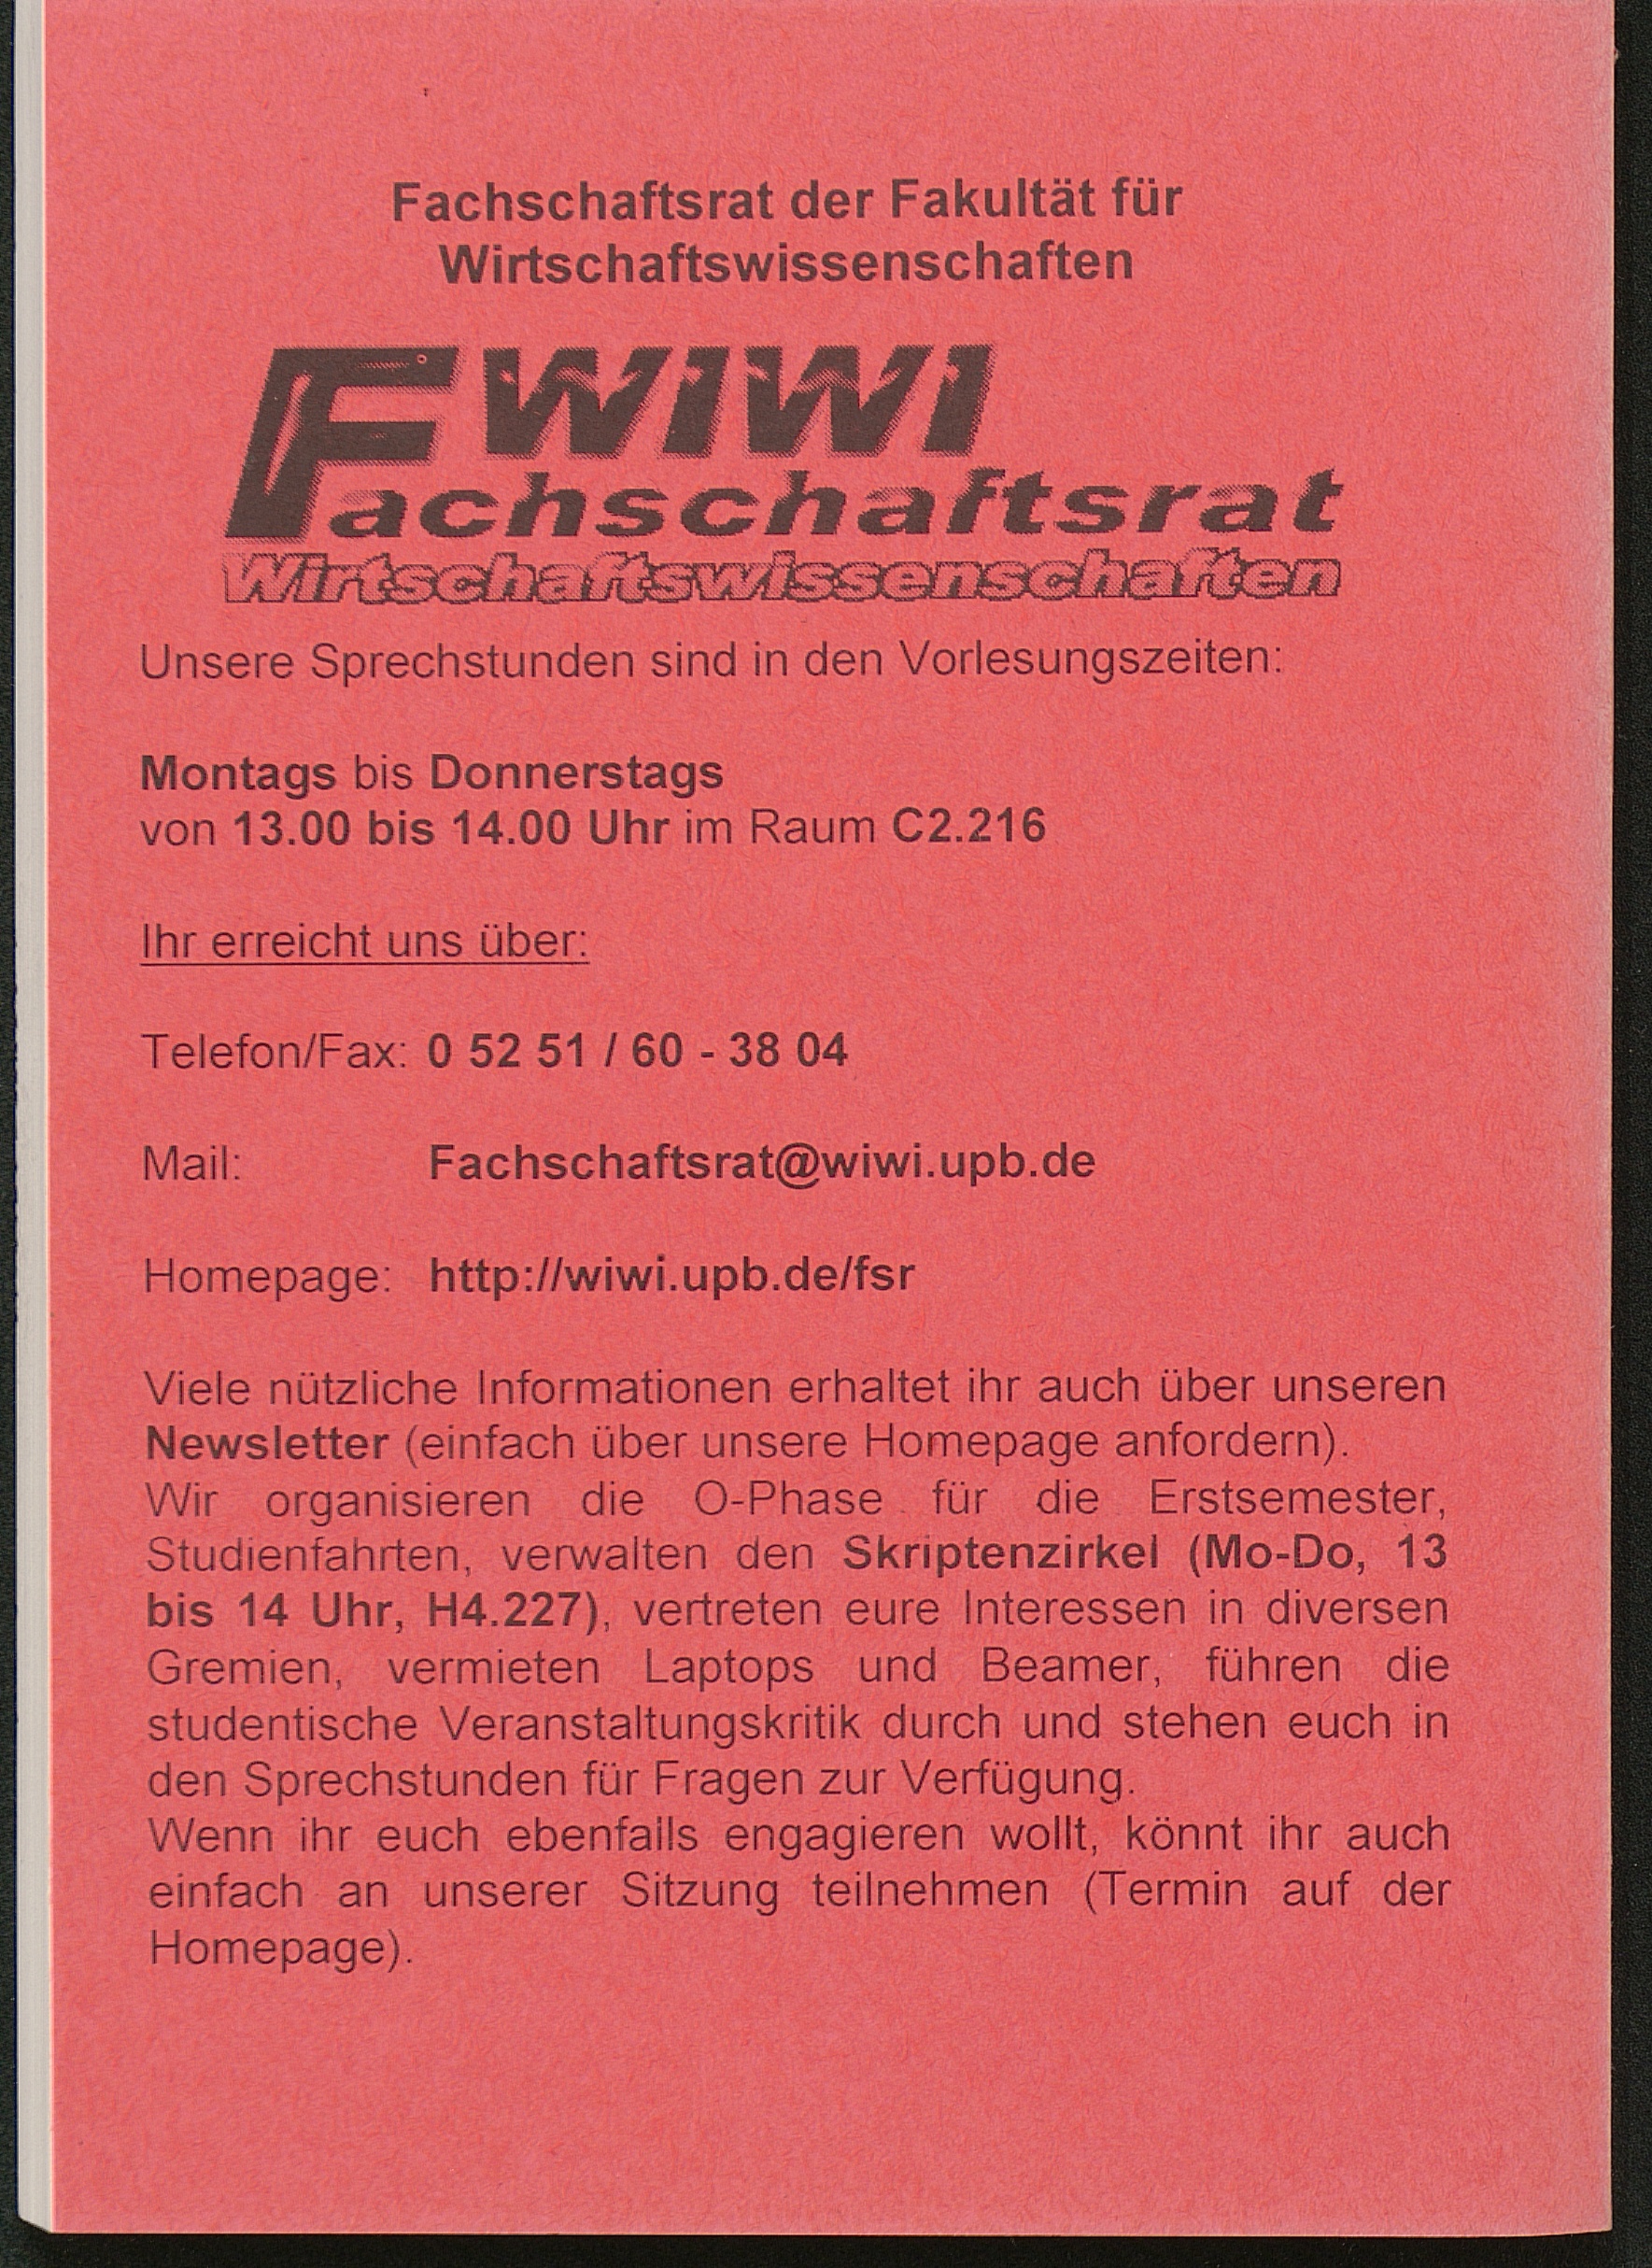 Fachschaftsrat der Fakultät für
Wirtschaftswissenschaften
WIWI
Fachschaftsrat
Wirtschaftswissenschaften
Unsere Sprechstunden sind in den Vorlesungszeiten:
Montags bis Donnerstags
von 13.00 bis 14.00 Uhr im Raum C2.216
Ihr erreicht uns über:
Telefon/Fax: 0 52 51 / 60 - 38 04
Mail: Fachschaftsrat@wiwi.upb.de
Homepage: http://wiwi.upb.de/fsr
Viele nützliche Informationen erhaltet ihr auch über unseren
Newsletter (einfach über unsere Homepage anfordern).
Wir organisieren die O-Phase für die Erstsemester,
Studienfahrten, verwalten den Skriptenzirkel (Mo-Do, 13
bis 14 Uhr, H4.227), vertreten eure Interessen in diversen
Gremien, vermieten Laptops und Beamer, führen die
studentische Veranstaltungskritik durch und stehen euch in
den Sprechstunden für Fragen zur Verfügung.
Wenn ihr euch ebenfalls engagieren wollt, könnt ihr auch
einfach an unserer Sitzung teilnehmen (Termin auf der
Homepage).